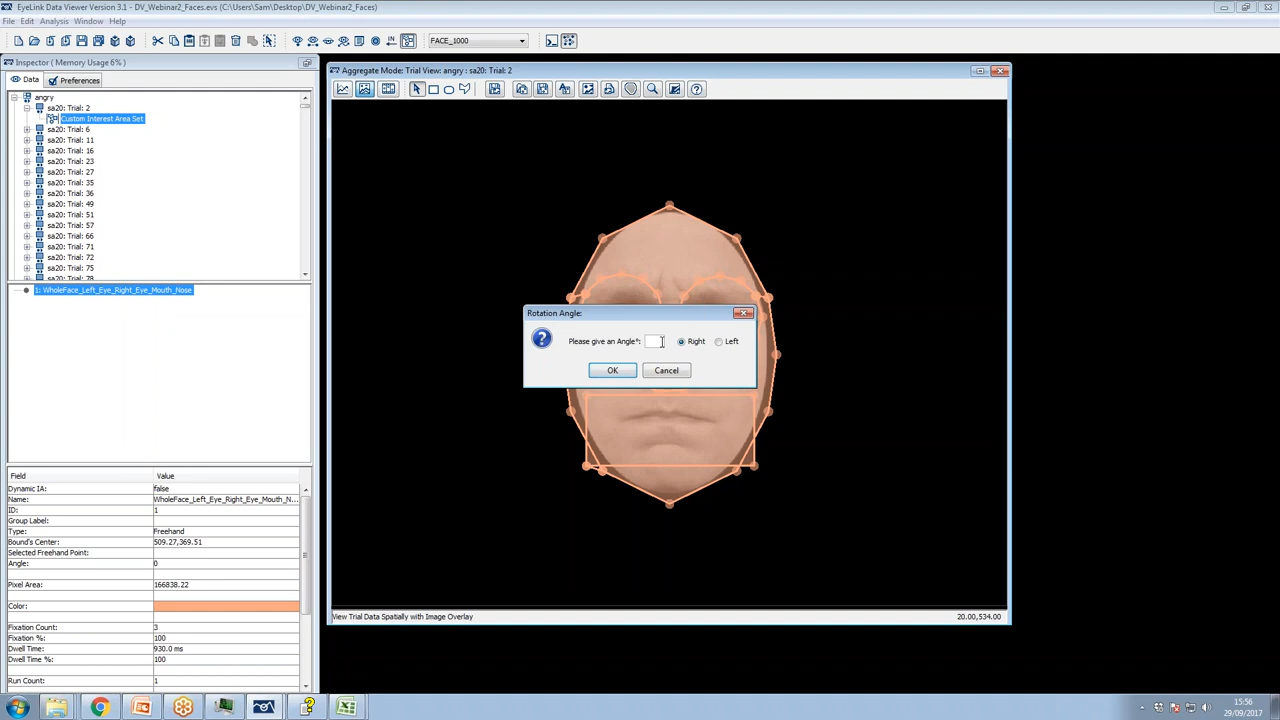 EyeLink Data Viewer Version 3.1 - DV_Webinar2_Faces.evs (C:\Users\Sam\Desktop\DV_Webinar2_Faces)
File Edit Analysis Window Help
FACE_1000
Inspector ( Memory Usage 6% )
Data Preferences
angry
sa20: Trial: 2
Custom Interest Area Set
sa20: Trial: 6
sa20: Trial: 11
sa20: Trial: 16
sa20: Trial: 23
sa20: Trial: 27
sa20: Trial: 35
sa20: Trial: 36
sa20: Trial: 49
sa20: Trial: 51
sa20: Trial: 57
sa20: Trial: 66
sa20: Trial: 71
sa20: Trial: 72
sa20: Trial: 75
sa20: Trial: 78
1: WholeFace_Left_Eye_Right_Eye_Mouth_Nose
Field Value
Dynamic IA: false
Name: WholeFace_Left_Eye_Right_Eye_Mouth_N...
ID: 1
Group Label:
Type: Freehand
Bound's Center: 509.27,369.51
Selected Freehand Point:
Angle: 0
Pixel Area: 166838.22
Color:
Fixation Count: 3
Fixation %: 100
Dwell Time: 930.0 ms
Dwell Time %: 100
Run Count: 1
Aggregate Mode: Trial View: angry : sa20: Trial: 2
Rotation Angle:
Please give an Angle°: Right Left
OK Cancel
View Trial Data Spatially with Image Overlay 20.00,534.00
15:56
29/09/2017